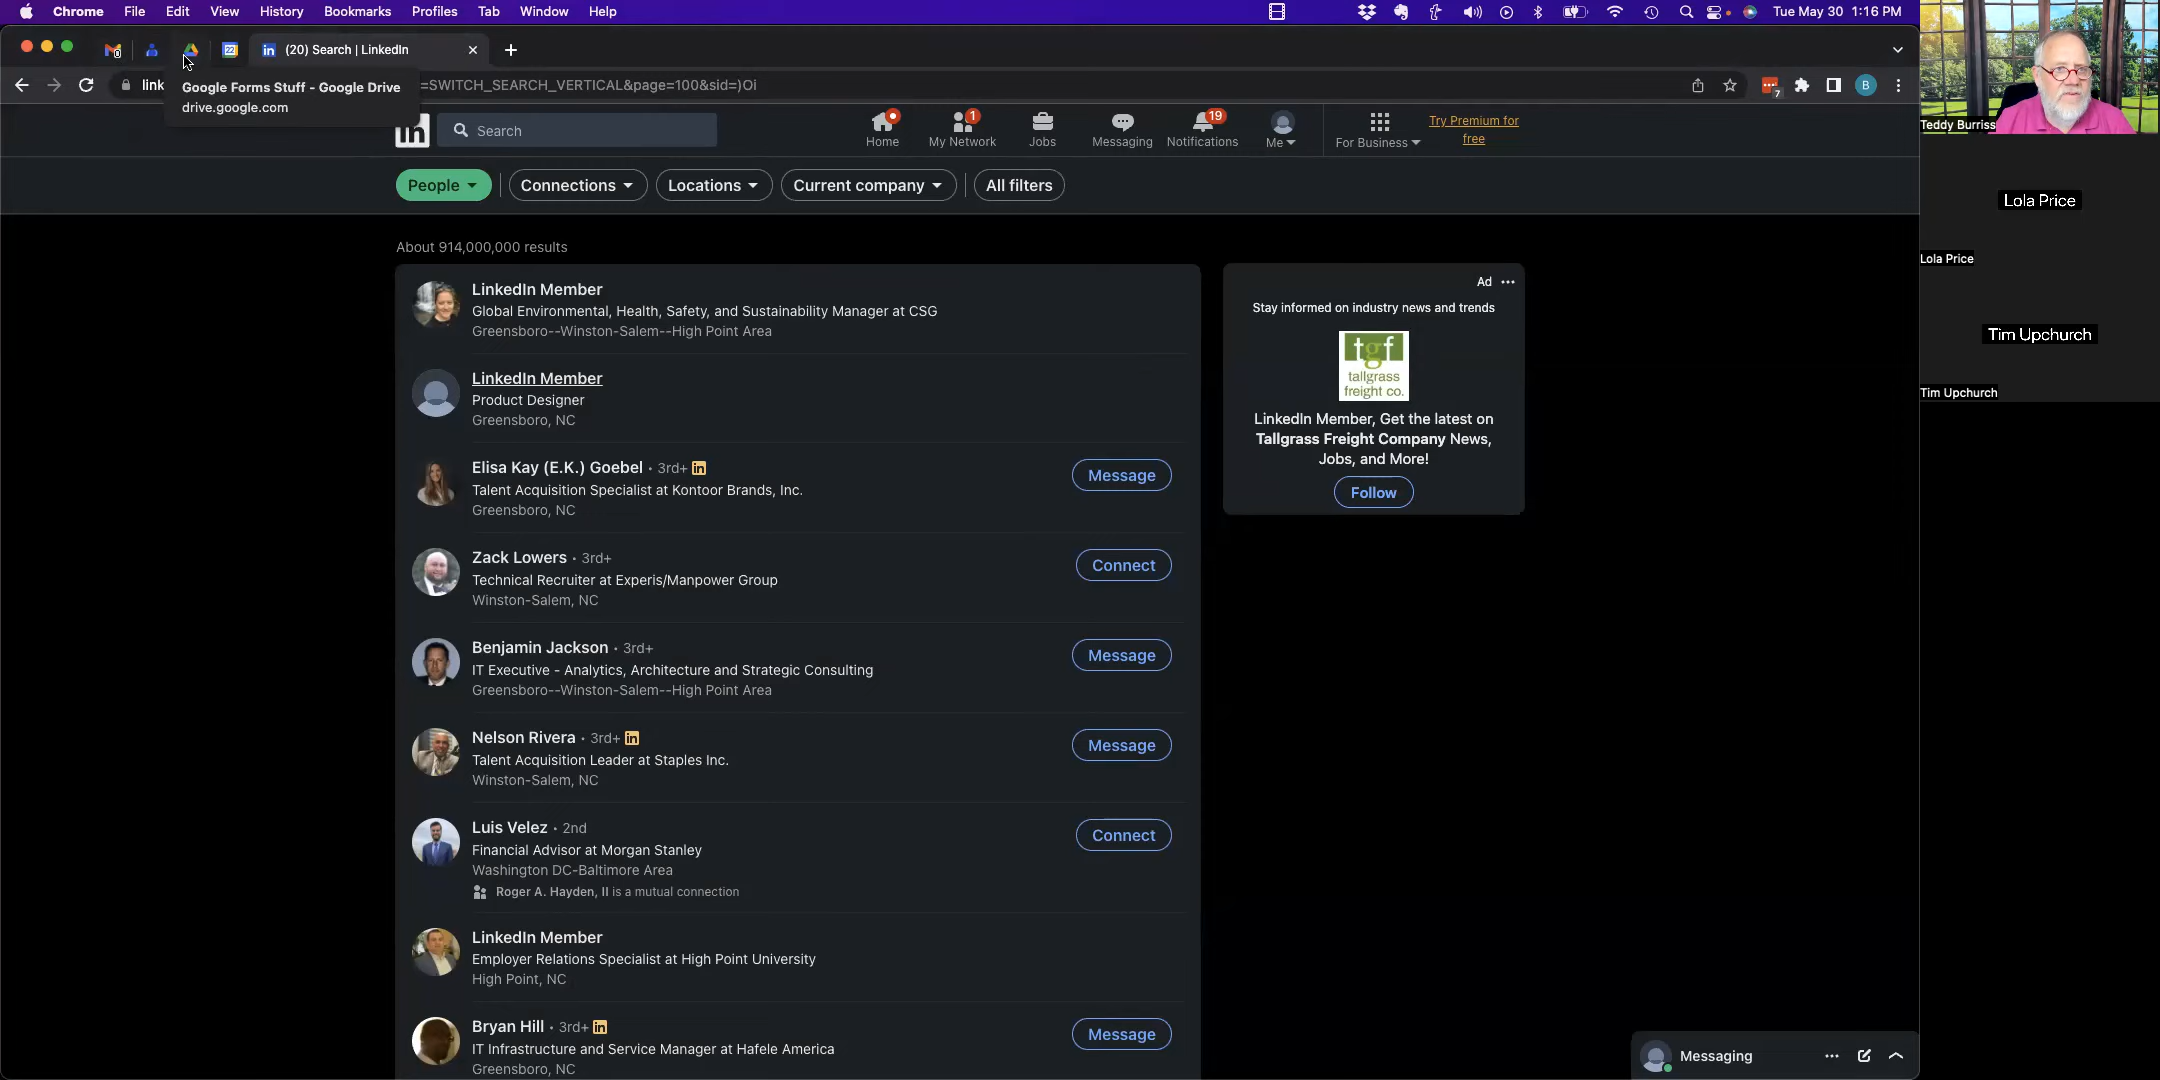 Chrome File Edit View History Bookmarks Profiles Tab Window Help
22
Tue May 30 1:16 PM
(20) Search | LinkedIn
link
=SWITCH_SEARCH_VERTICAL&page=100&sid=)Oi
7
B
Google Forms Stuff - Google Drive
drive.google.com
in
Search
Home
1
My Network
Jobs
Messaging
19
Notifications
Me
For Business
Try Premium for
free
People
Connections
Locations
Current company
All filters
About 914,000,000 results
LinkedIn Member
Global Environmental, Health, Safety, and Sustainability Manager at CSG
Greensboro--Winston-Salem--High Point Area
LinkedIn Member
Product Designer
Greensboro, NC
Elisa Kay (E.K.) Goebel • 3rd+ in
Talent Acquisition Specialist at Kontoor Brands, Inc.
Greensboro, NC
Message
Zack Lowers • 3rd+
Technical Recruiter at Experis/Manpower Group
Winston-Salem, NC
Connect
Benjamin Jackson • 3rd+
IT Executive - Analytics, Architecture and Strategic Consulting
Greensboro--Winston-Salem--High Point Area
Message
Nelson Rivera • 3rd+ in
Talent Acquisition Leader at Staples Inc.
Winston-Salem, NC
Message
Luis Velez • 2nd
Financial Advisor at Morgan Stanley
Washington DC-Baltimore Area
Roger A. Hayden, II is a mutual connection
Connect
LinkedIn Member
Employer Relations Specialist at High Point University
High Point, NC
Bryan Hill • 3rd+ in
IT Infrastructure and Service Manager at Hafele America
Greensboro, NC
Message
Ad
Stay informed on industry news and trends
tgf
tallgrass
freight co.
LinkedIn Member, Get the latest on
Tallgrass Freight Company News,
Jobs, and More!
Follow
Messaging
Teddy Burriss
Lola Price
Lola Price
Tim Upchurch
Tim Upchurch